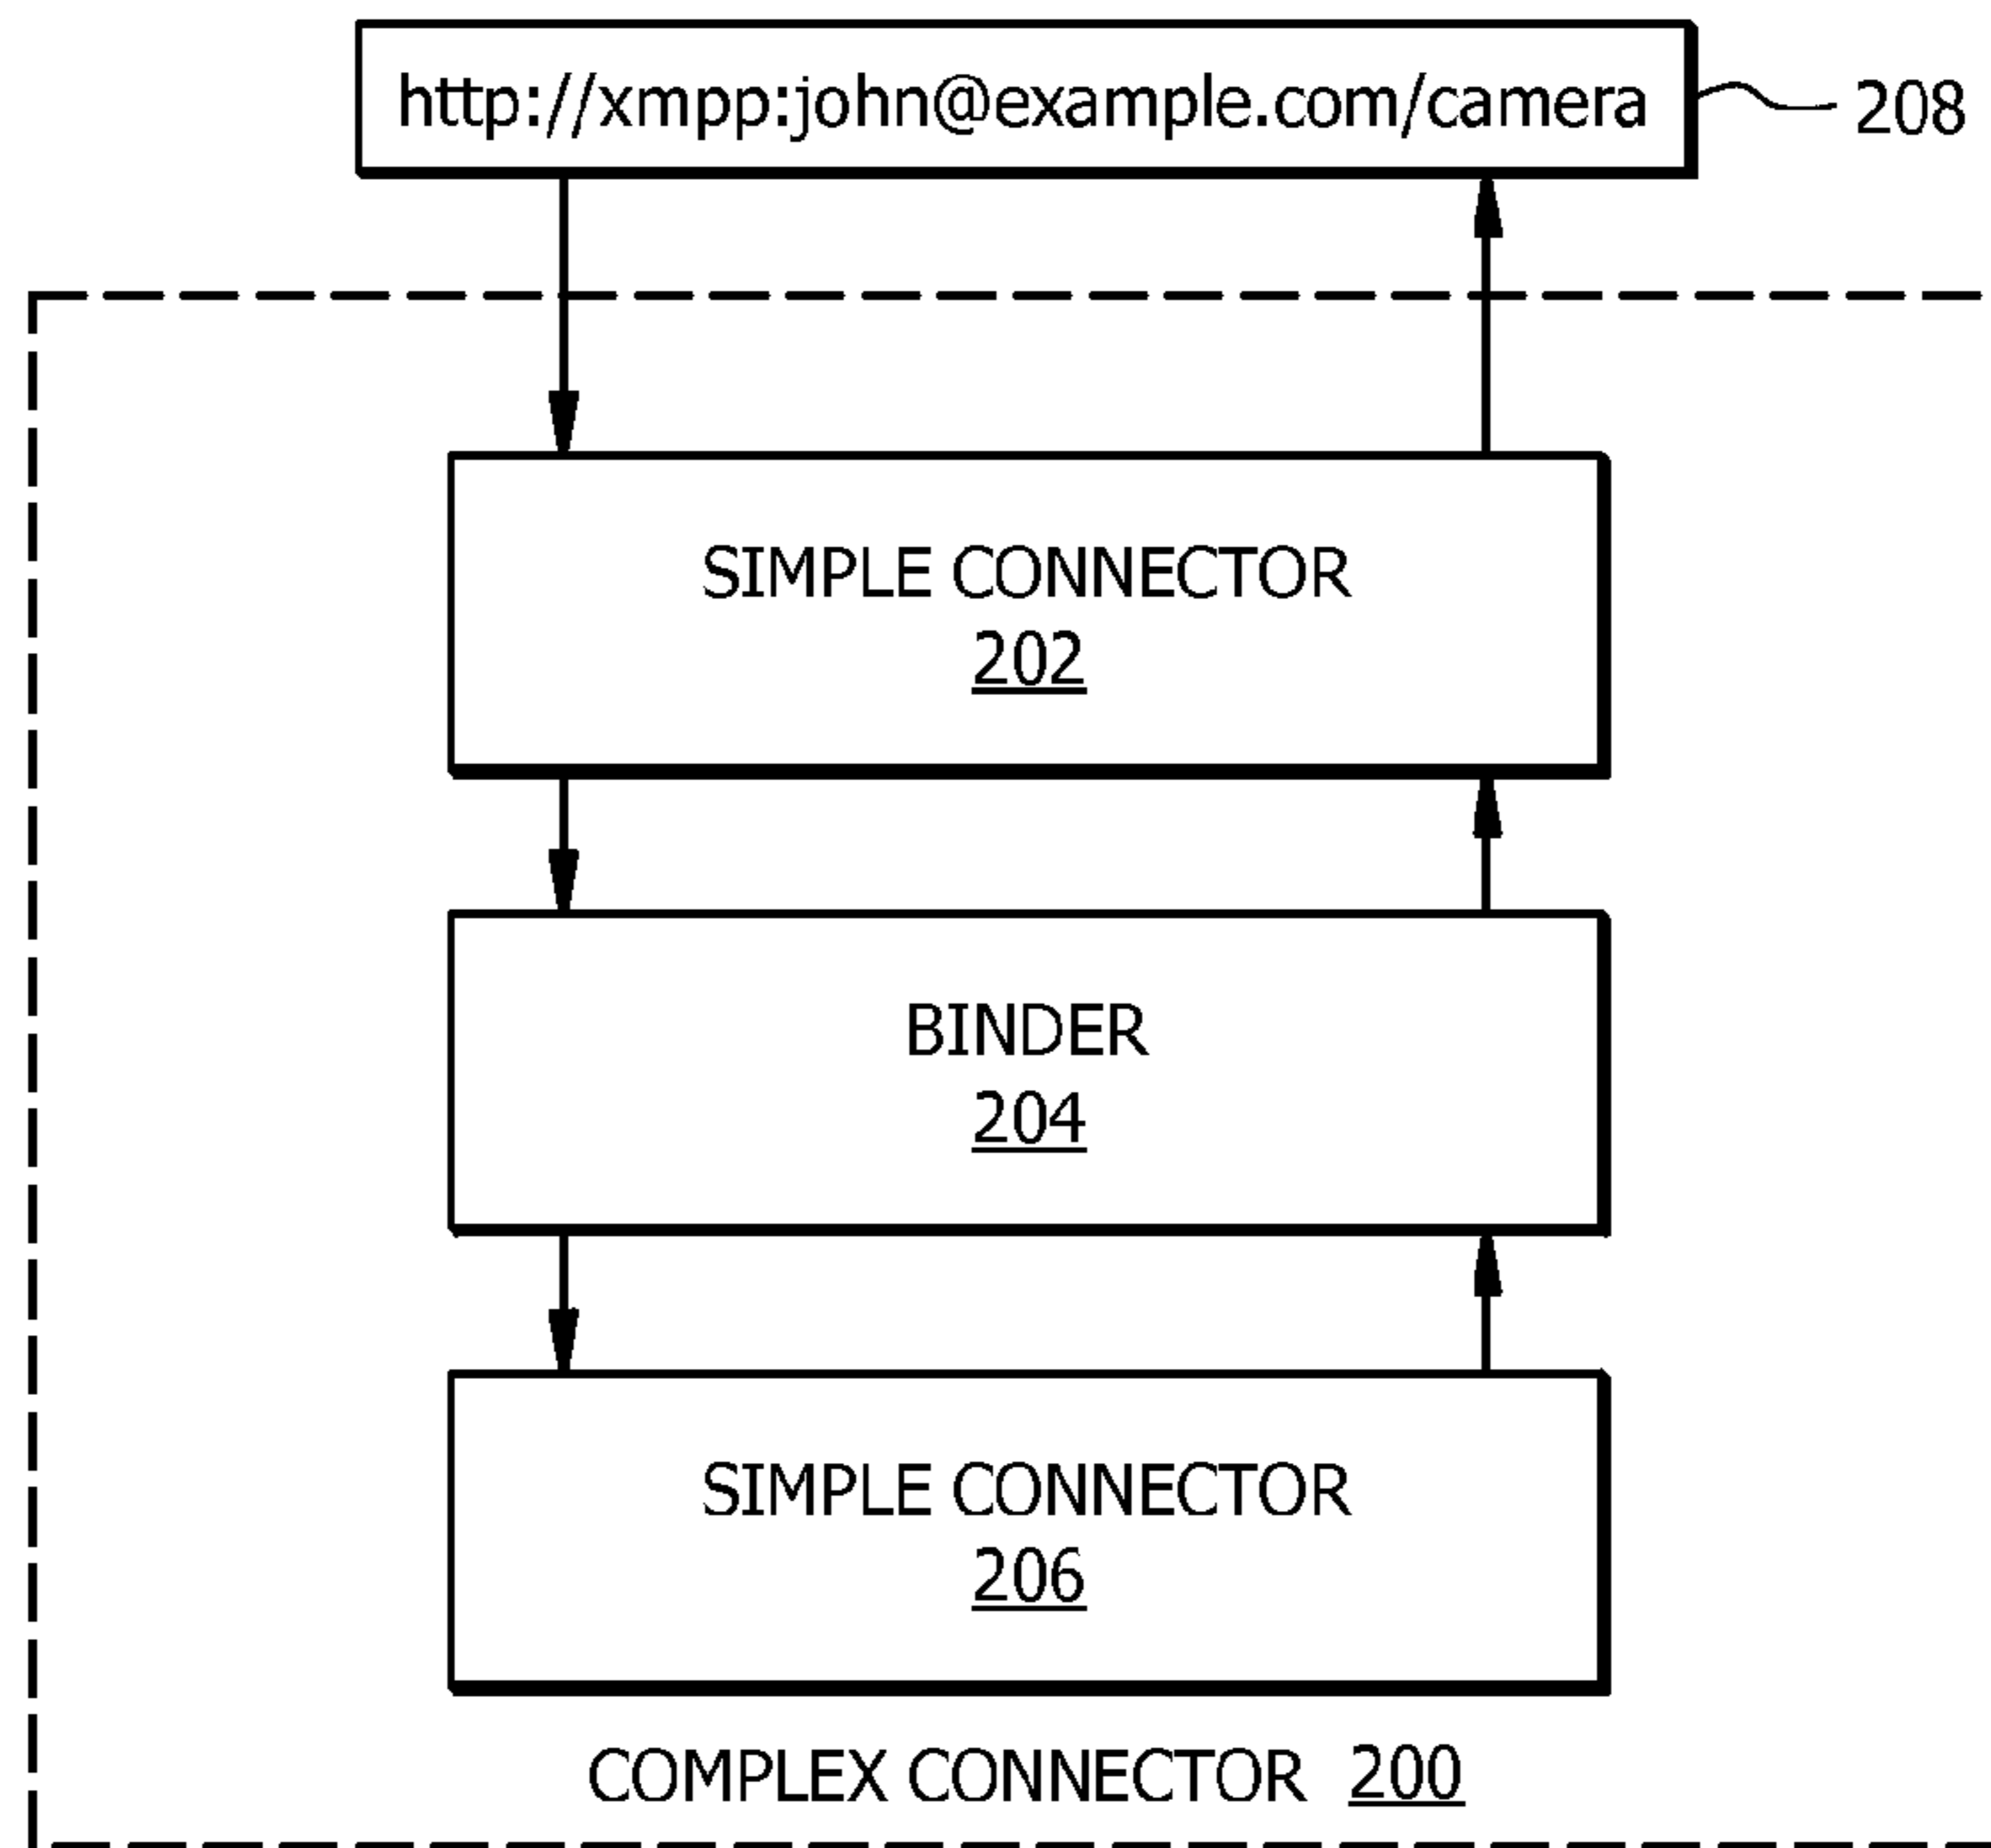 http://xmpp:john@example.com/camera
208
SIMPLE CONNECTOR
202
BINDER
204
SIMPLE CONNECTOR
206
COMPLEX CONNECTOR 200